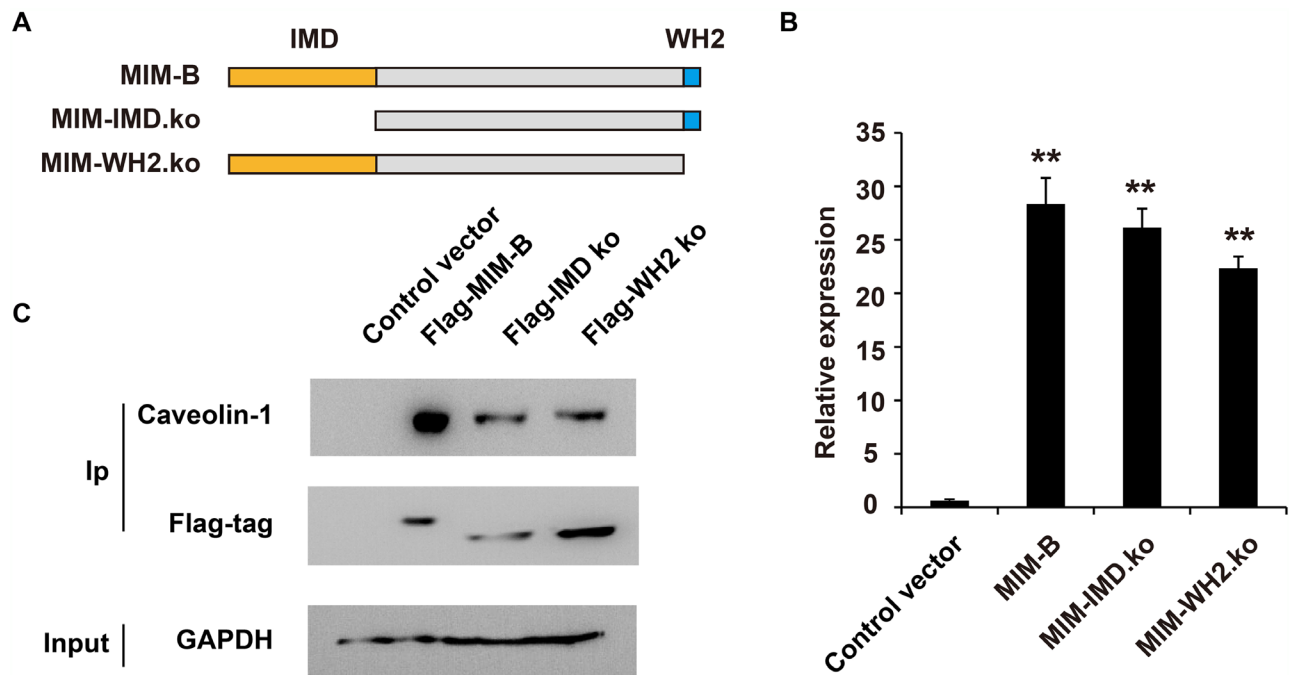 A
IMD
WH2
MIM-B
MIM-IMD.ko
MIM-WH2.ko
Control vector
Flag-MIM-B
Flag-IMD ko
Flag-WH2 ko
C
Ip
Caveolin-1
Flag-tag
Input
GAPDH
B
Relative expression
35
30
25
20
15
10
5
0
**
**
**
Control vector
MIM-B
MIM-IMD.ko
MIM-WH2.ko